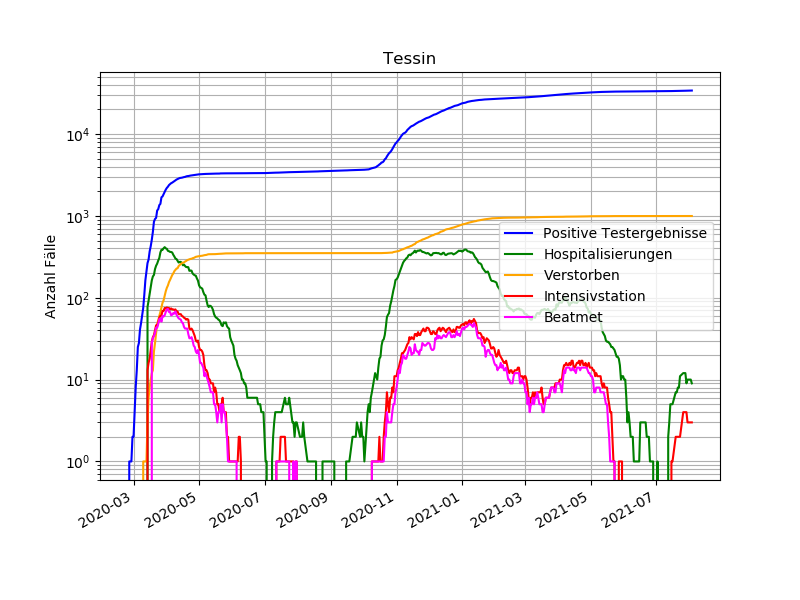 Tessin
Anzahl Fälle
10^4
10^3
10^2
10^1
10^0
Positive Testergebnisse
Hospitalisierungen
Verstorben
Intensivstation
Beatmet
2020-03
2020-05
2020-07
2020-09
2020-11
2021-01
2021-03
2021-05
2021-07